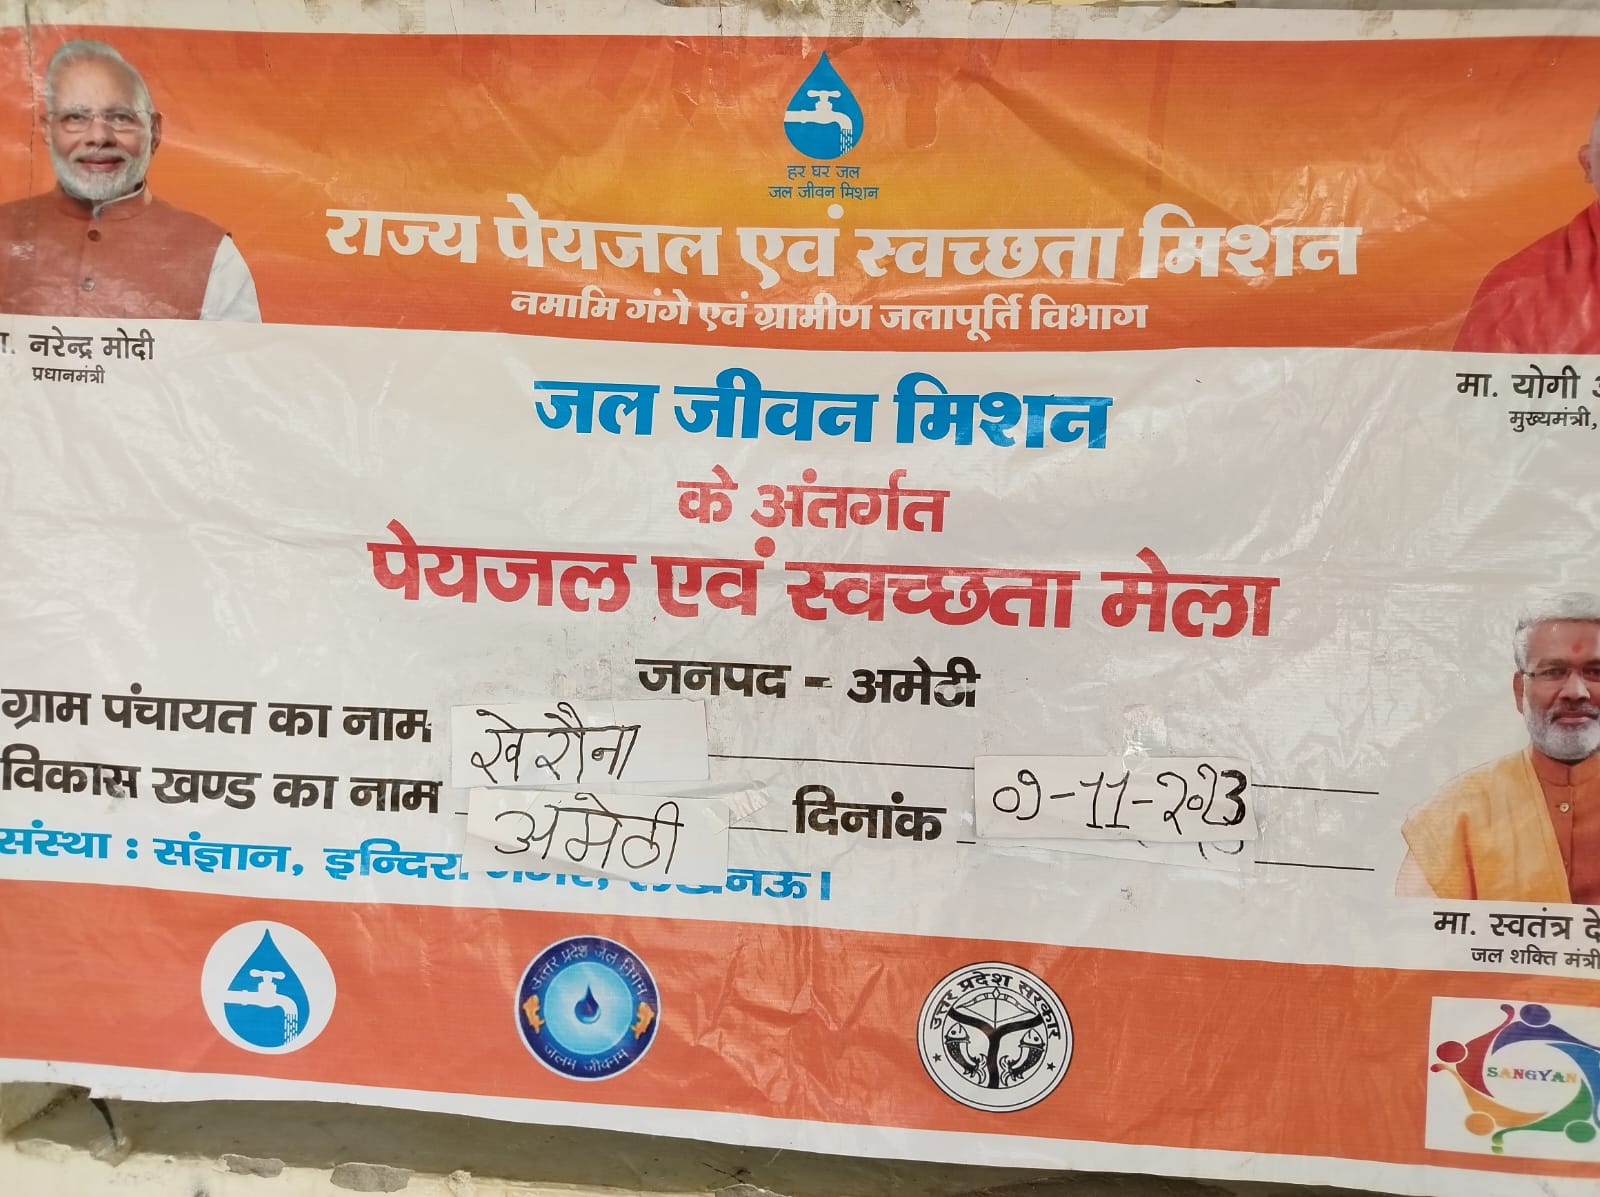 हर घर जल
जल जीवन मिशन
राज्य पेयजल एवं स्वच्छता मिशन
नमामि गंगे एवं ग्रामीण जलापूर्ति विभाग
नरेन्द्र मोदी
प्रधानमंत्री
मा. योगी
मुख्यमंत्री,
जल जीवन मिशन
के अंतर्गत
पेयजल एवं स्वच्छता मेला
जनपद - अमेठी
ग्राम पंचायत का नाम खेरौना
विकास खण्ड का नाम अमेठी दिनांक 09-11-2023
संस्था : संज्ञान, इन्दिरा
मा. स्वतंत्र
जल शक्ति मंत्री
उत्तर प्रदेश जल निगम
जलम जीवनम
उत्तर प्रदेश सरकार
SANGYAN